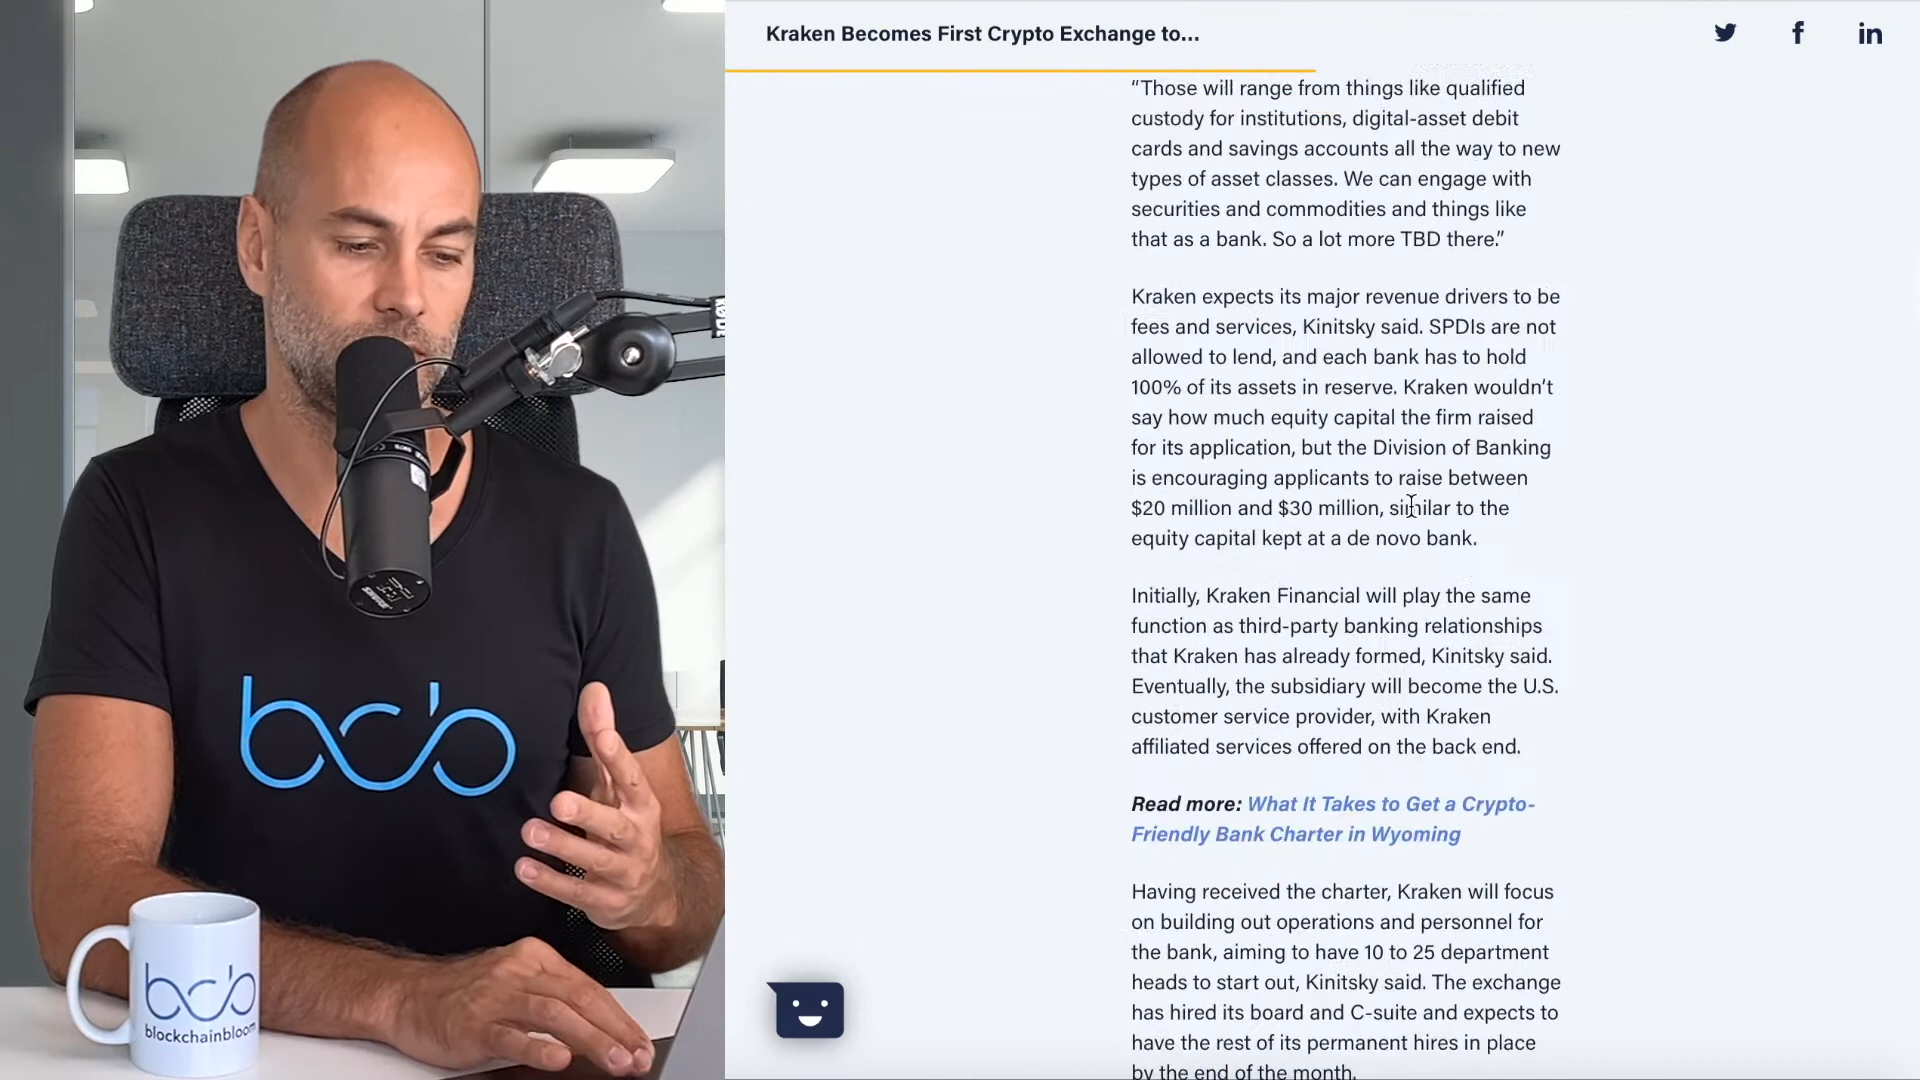 Kraken Becomes First Crypto Exchange to...
in
“Those will range from things like qualified
custody for institutions, digital-asset debit
cards and savings accounts all the way to new
types of asset classes. We can engage with
securities and commodities and things like
that as a bank. So a lot more TBD there.”
Kraken expects its major revenue drivers to be
fees and services, Kinitsky said. SPDIs are not
allowed to lend, and each bank has to hold
100% of its assets in reserve. Kraken wouldn’t
say how much equity capital the firm raised
for its application, but the Division of Banking
is encouraging applicants to raise between
$20 million and $30 million, similar to the
equity capital kept at a de novo bank.
Initially, Kraken Financial will play the same
function as third-party banking relationships
that Kraken has already formed, Kinitsky said.
Eventually, the subsidiary will become the U.S.
customer service provider, with Kraken
affiliated services offered on the back end.
Read more: What It Takes to Get a Crypto-
Friendly Bank Charter in Wyoming
Having received the charter, Kraken will focus
on building out operations and personnel for
the bank, aiming to have 10 to 25 department
heads to start out, Kinitsky said. The exchange
has hired its board and C-suite and expects to
have the rest of its permanent hires in place
by the end of the month.
bcb
bcb
blockchainbloom